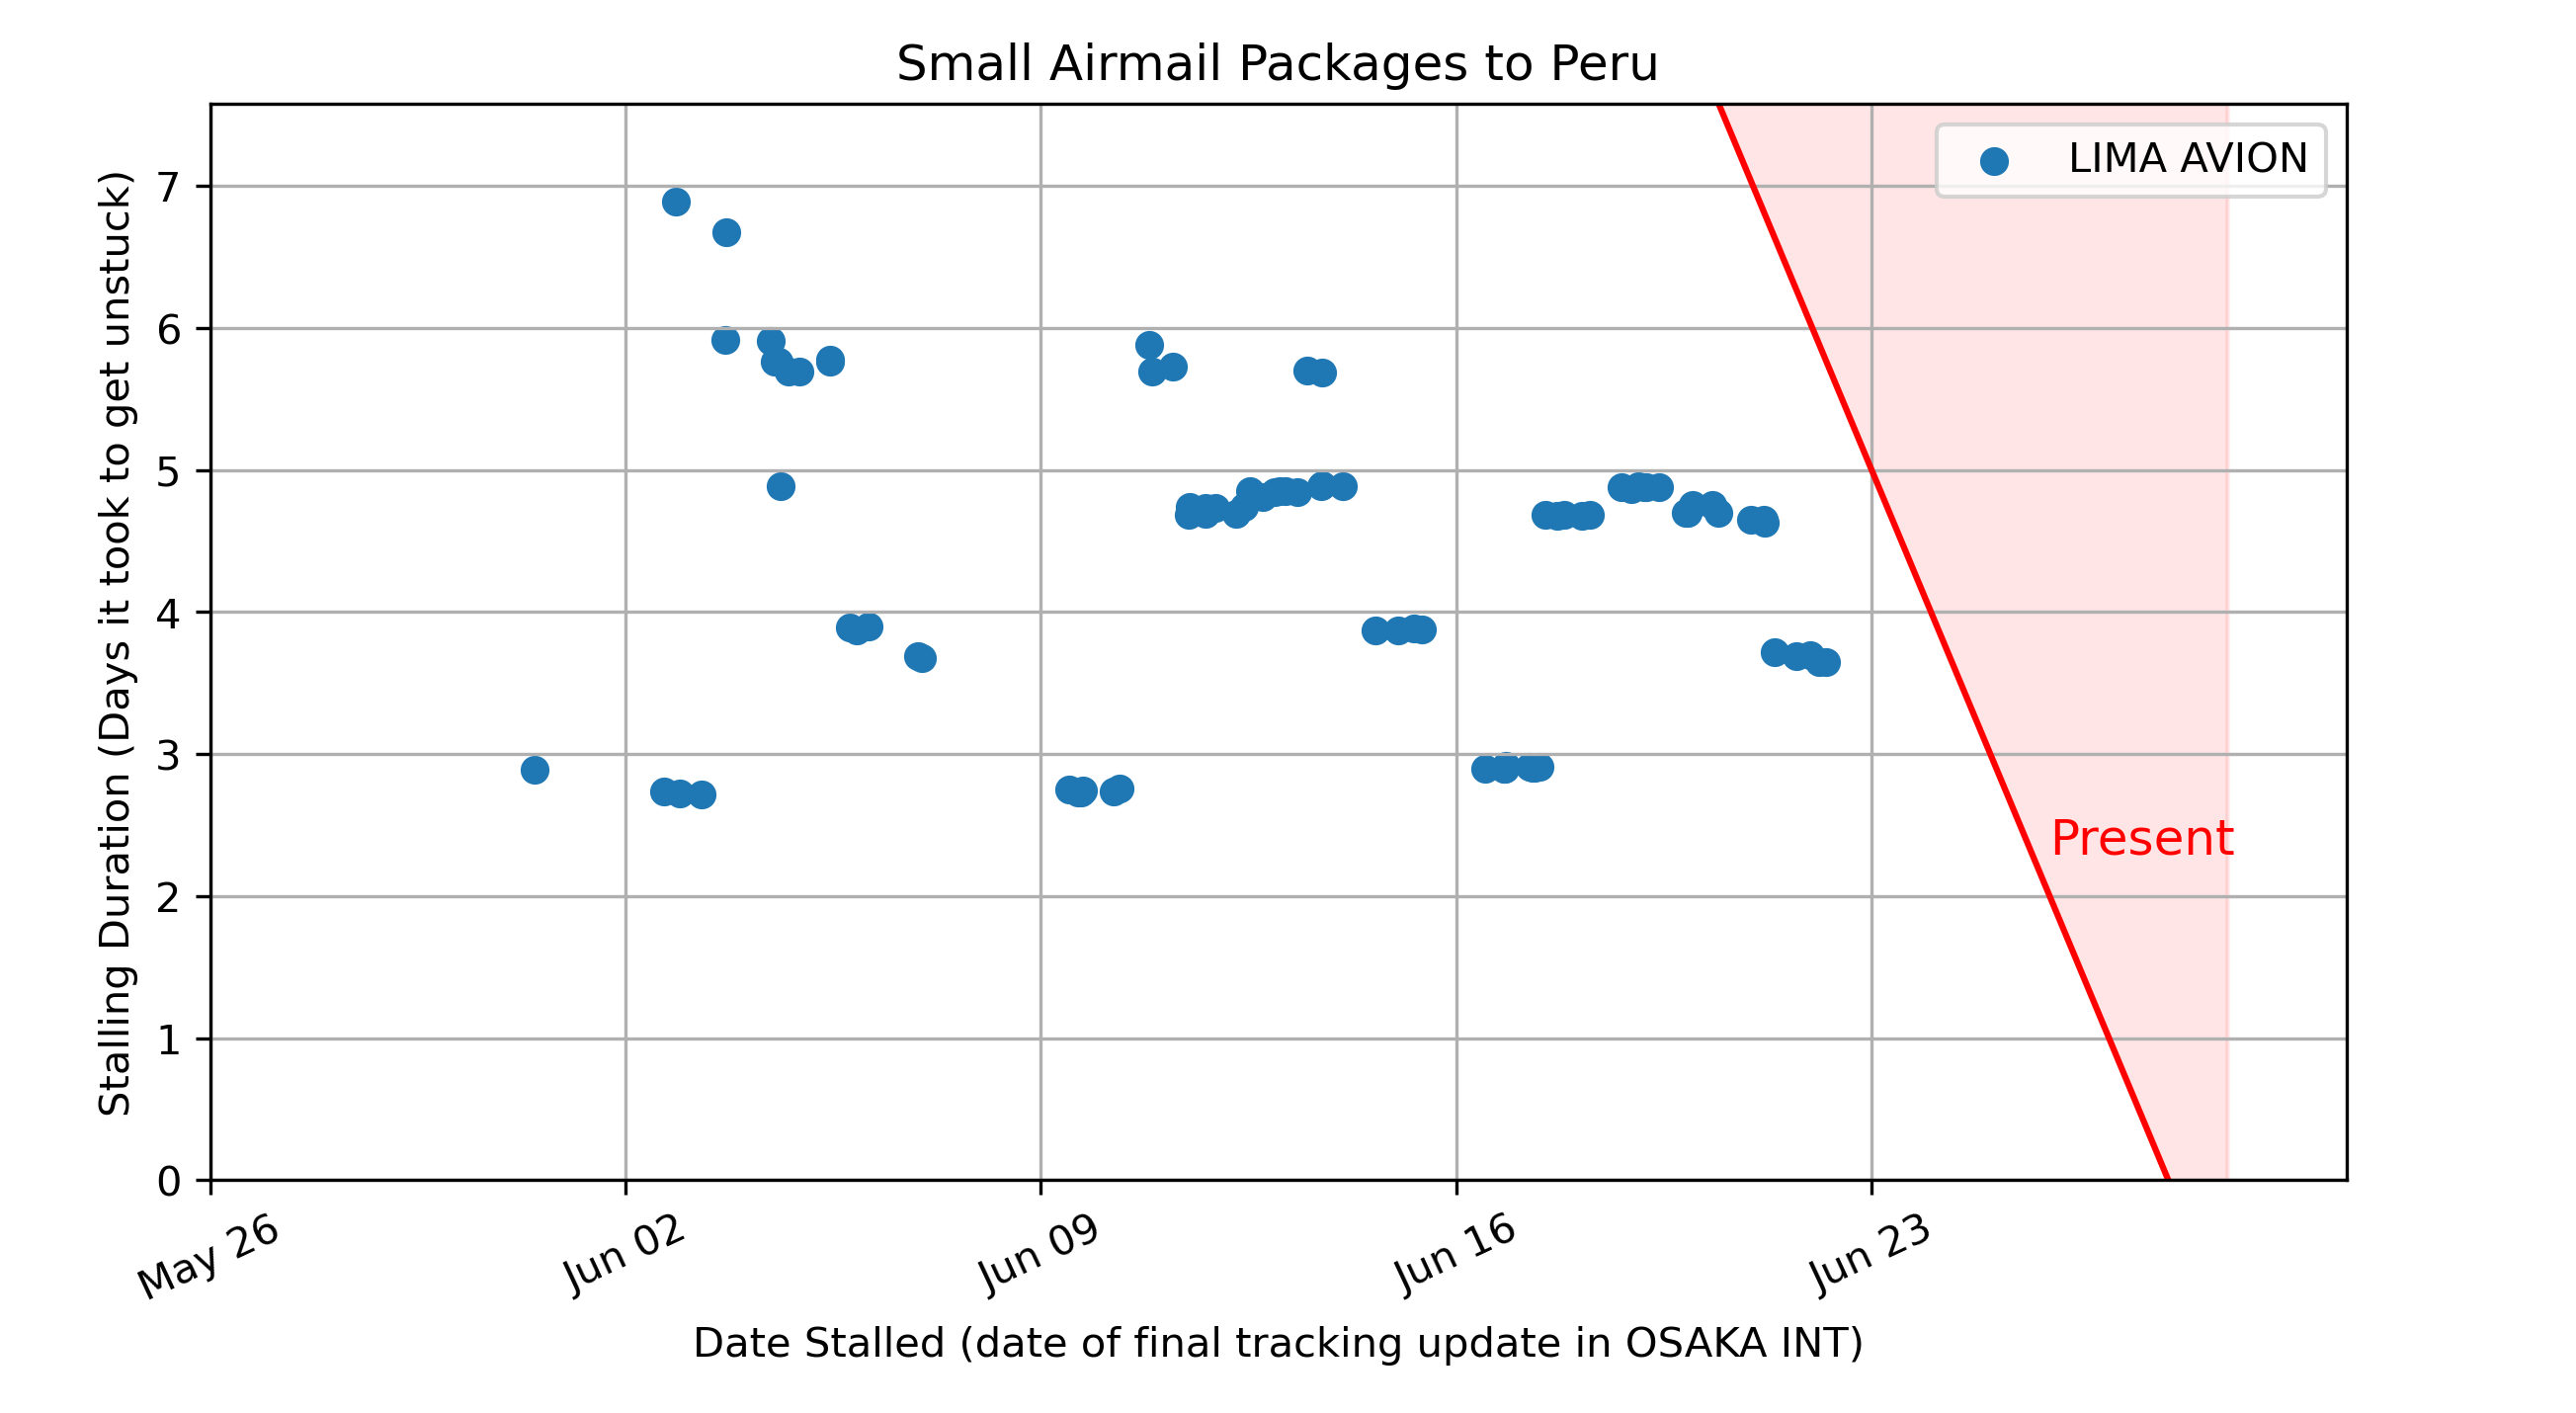 Small Airmail Packages to Peru
LIMA AVION
Stalling Duration (Days it took to get unstuck)
7
6
5
4
3
2
1
0
Present
May 26
Jun 02
Jun 09
Jun 16
Jun 23
Date Stalled (date of final tracking update in OSAKA INT)